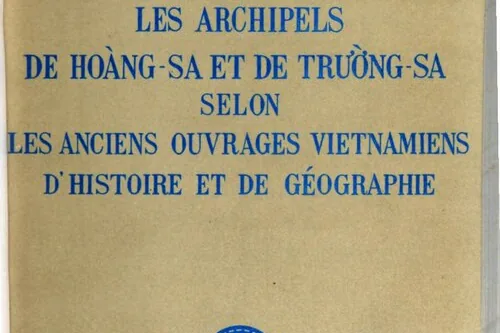 LES ARCHIPELS
DE HOÀNG-SA ET DE TRƯỜNG-SA
SELON
LES ANCIENS OUVRAGES VIETNAMIENS
D'HISTOIRE ET DE GÉOGRAPHIE